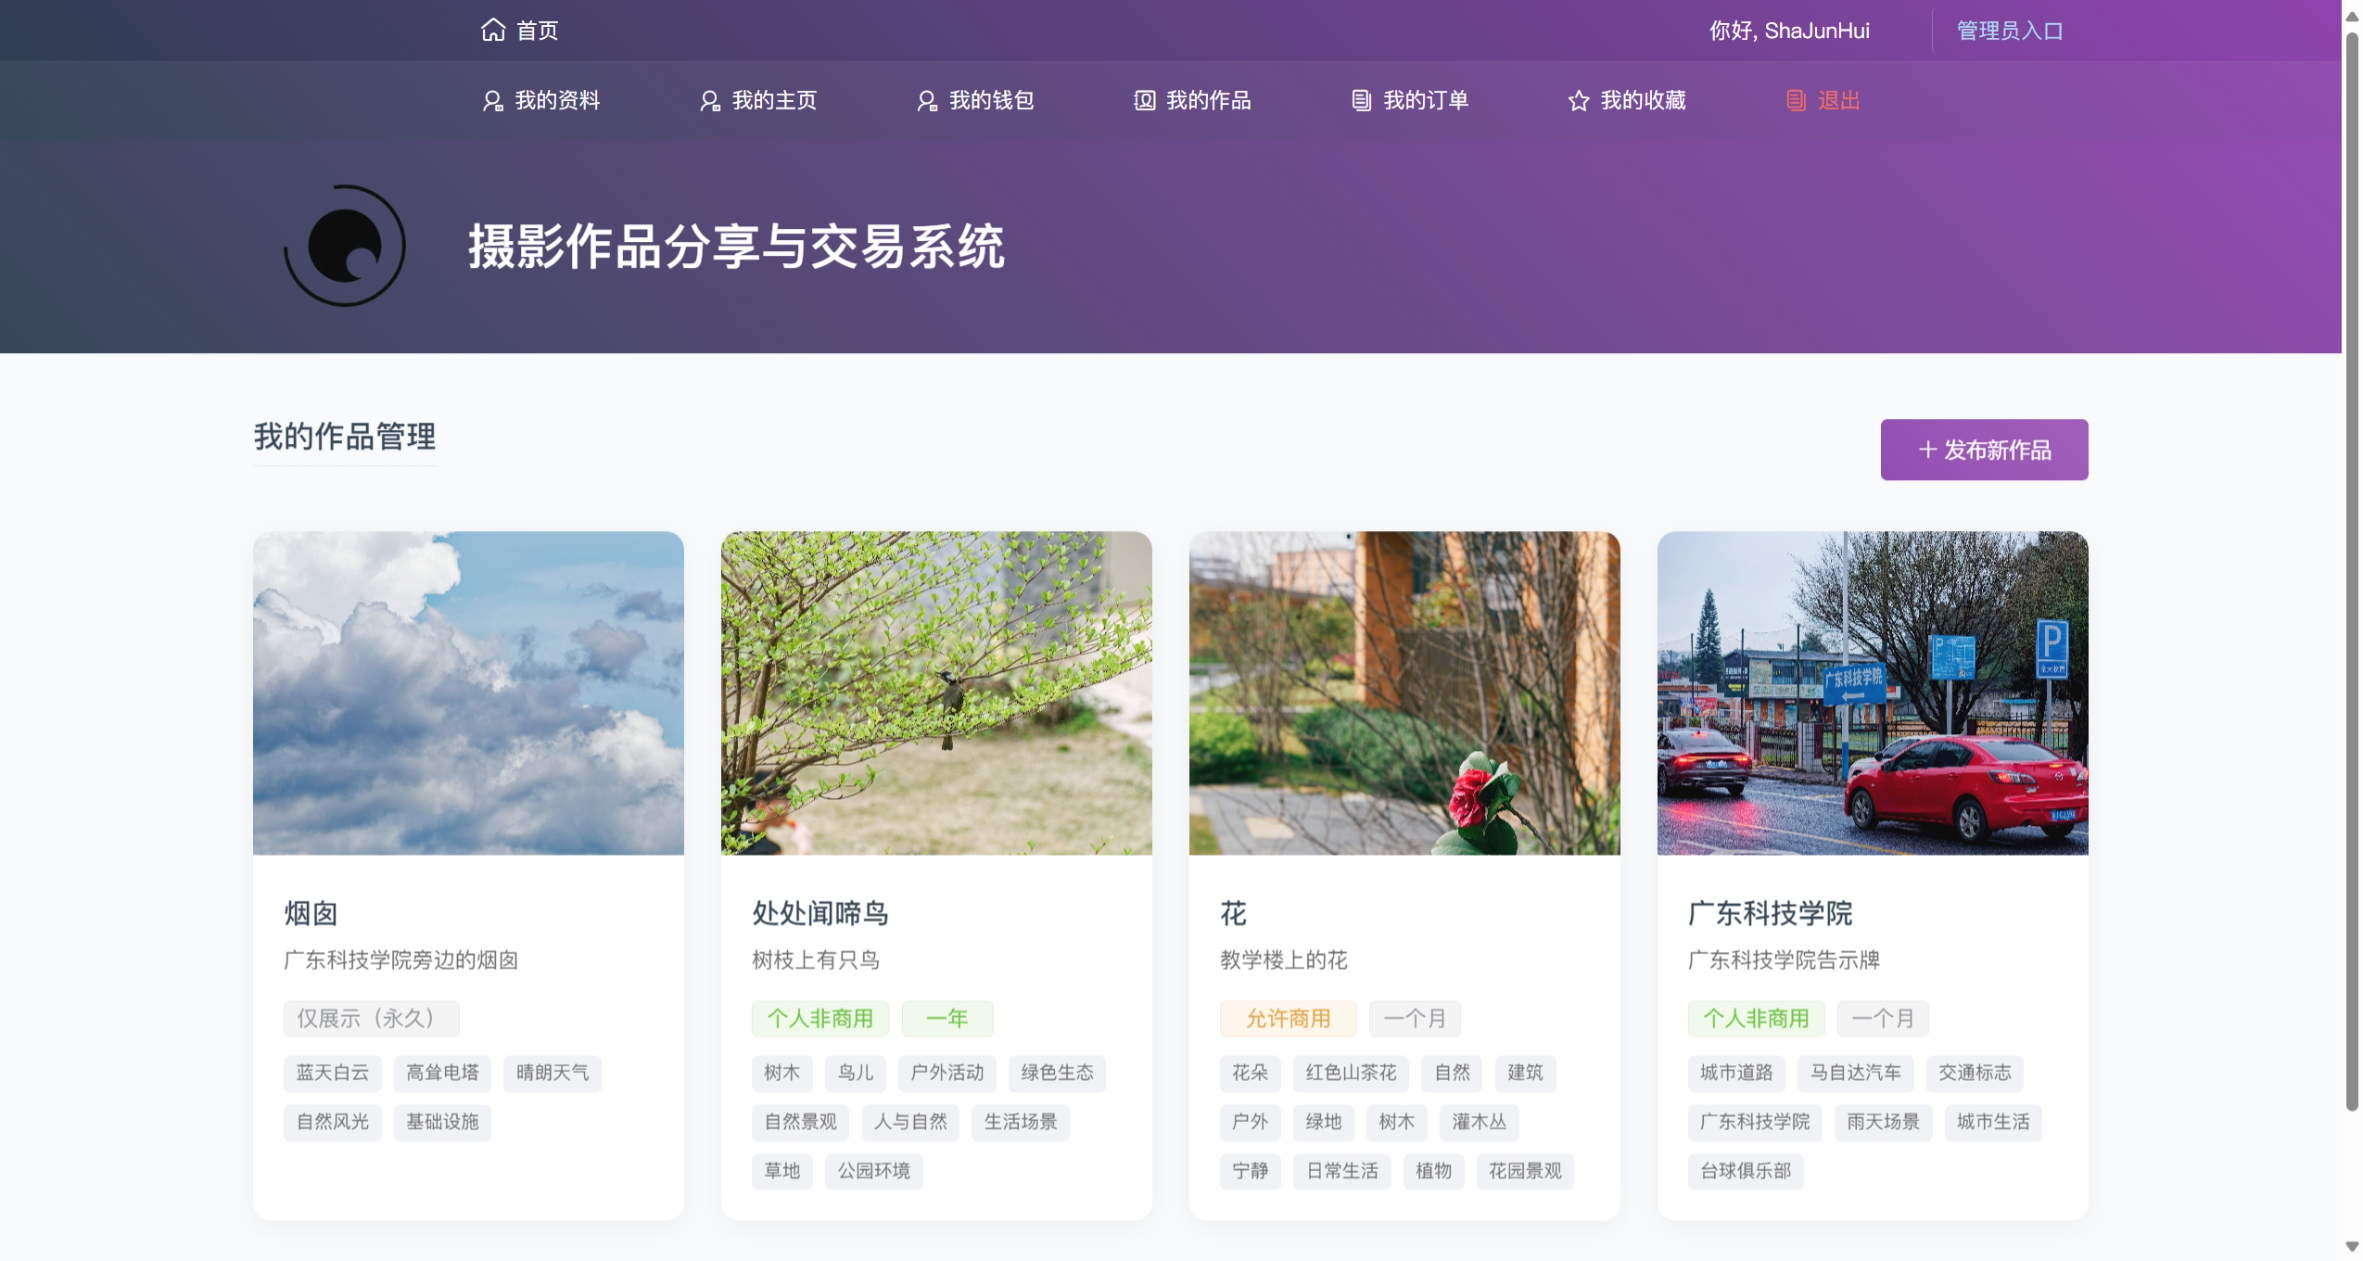 首页
你好, ShaJunHui
管理员入口
我的资料
我的主页
我的钱包
我的作品
我的订单
我的收藏
退出
摄影作品分享与交易系统
我的作品管理
+ 发布新作品
烟囱
广东科技学院旁边的烟囱
仅展示（永久）
蓝天白云 高耸电塔 晴朗天气
自然风光 基础设施
处处闻啼鸟
树枝上有只鸟
个人非商用 一年
树木 鸟儿 户外活动 绿色生态
自然景观 人与自然 生活场景
草地 公园环境
花
教学楼上的花
允许商用 一个月
花朵 红色山茶花 自然 建筑
户外 绿地 树木 灌木丛
宁静 日常生活 植物 花园景观
P
P
广东科技学院
广东科技学院
广东科技学院告示牌
个人非商用 一个月
城市道路 马自达汽车 交通标志
广东科技学院 雨天场景 城市生活
台球俱乐部